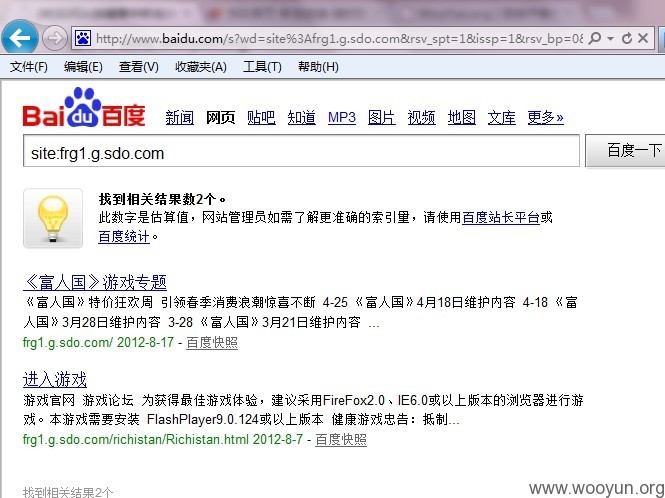 http://www.baidu.com/s?wd=site%3Afrg1.g.sdo.com&rsv_spt=1&issp=1&rsv_bp=0&
文件(F) 编辑(E) 查看(V) 收藏夹(A) 工具(T) 帮助(H)
Bai du 百度 新闻 网页 贴吧 知道 MP3 图片 视频 地图 文库 更多»
site:frg1.g.sdo.com 百度一下
找到相关结果数2个。
此数字是估算值，网站管理员如需了解更准确的索引量，请使用百度站长平台或
百度统计。
《富人国》游戏专题
《富人国》特价狂欢周 引领春季消费浪潮惊喜不断 4-25 《富人国》4月18日维护内容 4-18 《富
人国》3月28日维护内容 3-28 《富人国》3月21日维护内容 ...
frg1.g.sdo.com/ 2012-8-17 - 百度快照
进入游戏
游戏官网 游戏论坛 为获得最佳游戏体验，建议采用FireFox2.0、IE6.0或以上版本的浏览器进行游
戏。本游戏需要安装 FlashPlayer9.0.124或以上版本 健康游戏忠告：抵制...
frg1.g.sdo.com/richistan/Richistan.html 2012-8-7 - 百度快照
找到相关结果2个
www.wooyun.org